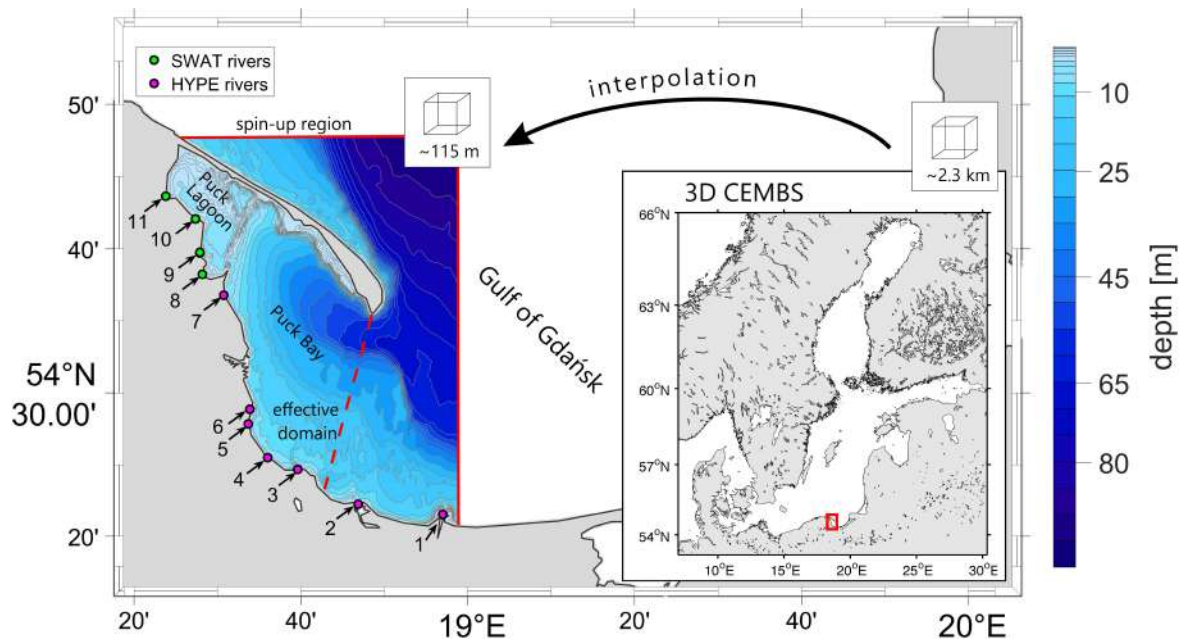 SWAT rivers
HYPE rivers
50'
40'
54°N
30.00'
20'
20'
40'
19°E
20'
40'
20°E
spin-up region
~115 m
interpolation
~2.3 km
Puck
Lagoon
Puck Bay
effective
domain
Gulf of Gdańsk
11
10
9
8
7
6
5
4
3
2
1
3D CEMBS
66°N
63°N
60°N
57°N
54°N
10°E
15°E
20°E
25°E
30°E
10
25
45
65
80
depth [m]